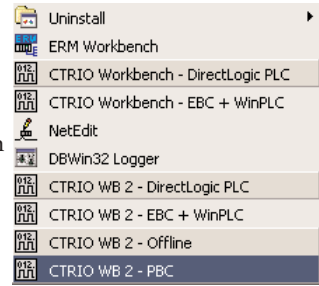 Uninstall
ERM Workbench
CTRIO Workbench - DirectLogic PLC
CTRIO Workbench - EBC + WinPLC
NetEdit
DBWin32 Logger
CTRIO WB 2 - DirectLogic PLC
CTRIO WB 2 - EBC + WinPLC
CTRIO WB 2 - Offline
CTRIO WB 2 - PBC